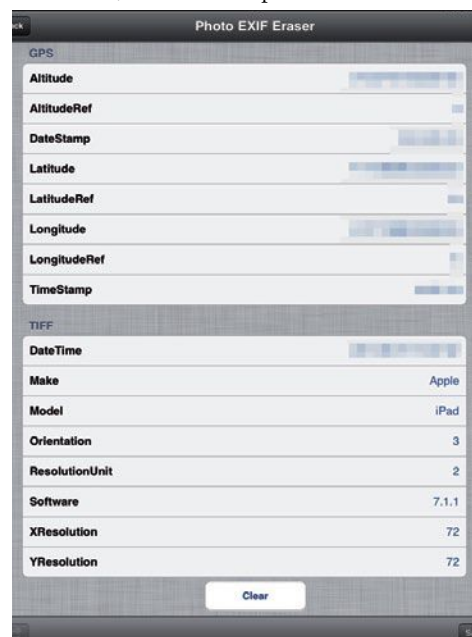 Photo EXIF Eraser
GPS
Altitude
AltitudeRef
DateStamp
Latitude
LatitudeRef
Longitude
LongitudeRef
TimeStamp
TIFF
DateTime
Make Apple
Model iPad
Orientation 3
ResolutionUnit 2
Software 7.1.1
XResolution 72
YResolution 72
Clear